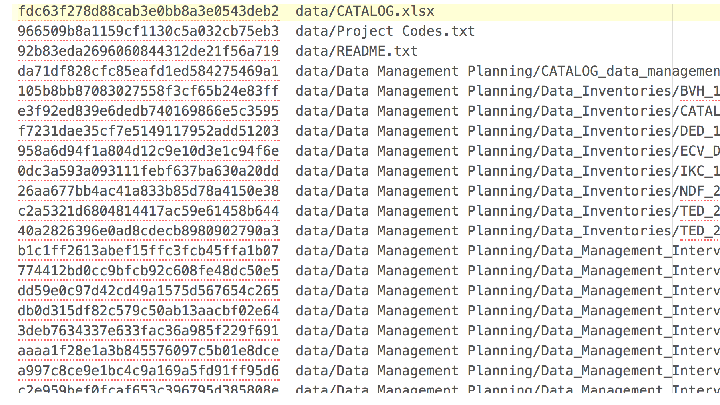 fdc63f278d88cab3e0bb8a3e0543deb2 data/CATALOG.xlsx
966509b8a1159cf1130c5a032cb75eb3 data/Project Codes.txt
92b83eda2696060844312de21f56a719 data/README.txt
da71df828cfc85eafd1ed584275469a1 data/Data Management Planning/CATALOG_data_managemen
105b8bb87083027558f3cf65b24e83ff data/Data Management Planning/Data_Inventories/BVH_1
e3f92ed839e6dedb740169866e5c3595 data/Data Management Planning/Data_Inventories/CATAL
f7231dae35cf7e5149117952add51203 data/Data Management Planning/Data_Inventories/DED_1
958a6d94f1a804d12c9e10d3e1c94f6e data/Data Management Planning/Data_Inventories/ECV_D
0dc3a593a093111febf637ba630a20dd data/Data Management Planning/Data_Inventories/IKC_1
26aa677bb4ac41a833b85d78a4150e38 data/Data Management Planning/Data_Inventories/NDF_2
c2a5321d6804814417ac59e61458b644 data/Data Management Planning/Data_Inventories/TED_2
40a2826396e0ad8cdecb8980902790a3 data/Data Management Planning/Data_Inventories/TED_2
b1c1ff2613abef15ffc3fcb45ffa1b07 data/Data Management Planning/Data_Management_Interv
774412bd0cc9bfcb92c608fe48dc50e5 data/Data Management Planning/Data_Management_Interv
dd59e0c97d42cd49a1575d567654c265 data/Data Management Planning/Data_Management_Interv
db0d315df82c579c50ab13aacbf02e64 data/Data Management Planning/Data_Management_Interv
3deb7634337e633fac36a985f229f691 data/Data Management Planning/Data_Management_Interv
aaaa1f28e1a3b845576097c5b01e8dce data/Data Management Planning/Data_Management_Interv
a997c8ce9e1bc4c9a169a5fd91ff95d6 data/Data Management Planning/Data_Management_Interv
c2e959bef0fcaf653c396795d385808e data/Data Management Planning/Data_Management_Interv